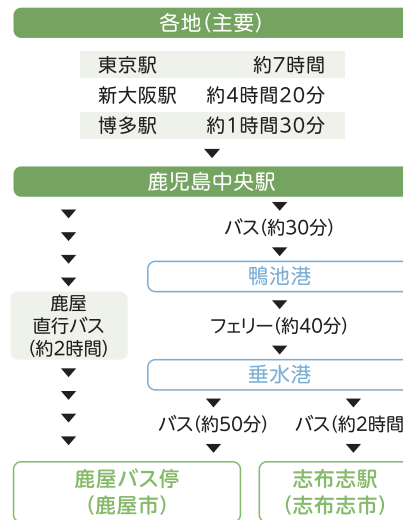 各地(主要)
東京駅 約7時間
新大阪駅 約4時間20分
博多駅 約1時間30分
鹿児島中央駅
バス(約30分)
鴨池港
鹿屋
直行バス
(約2時間)
フェリー(約40分)
垂水港
バス(約50分) バス(約2時間
鹿屋バス停
(鹿屋市)
志布志駅
(志布志市)